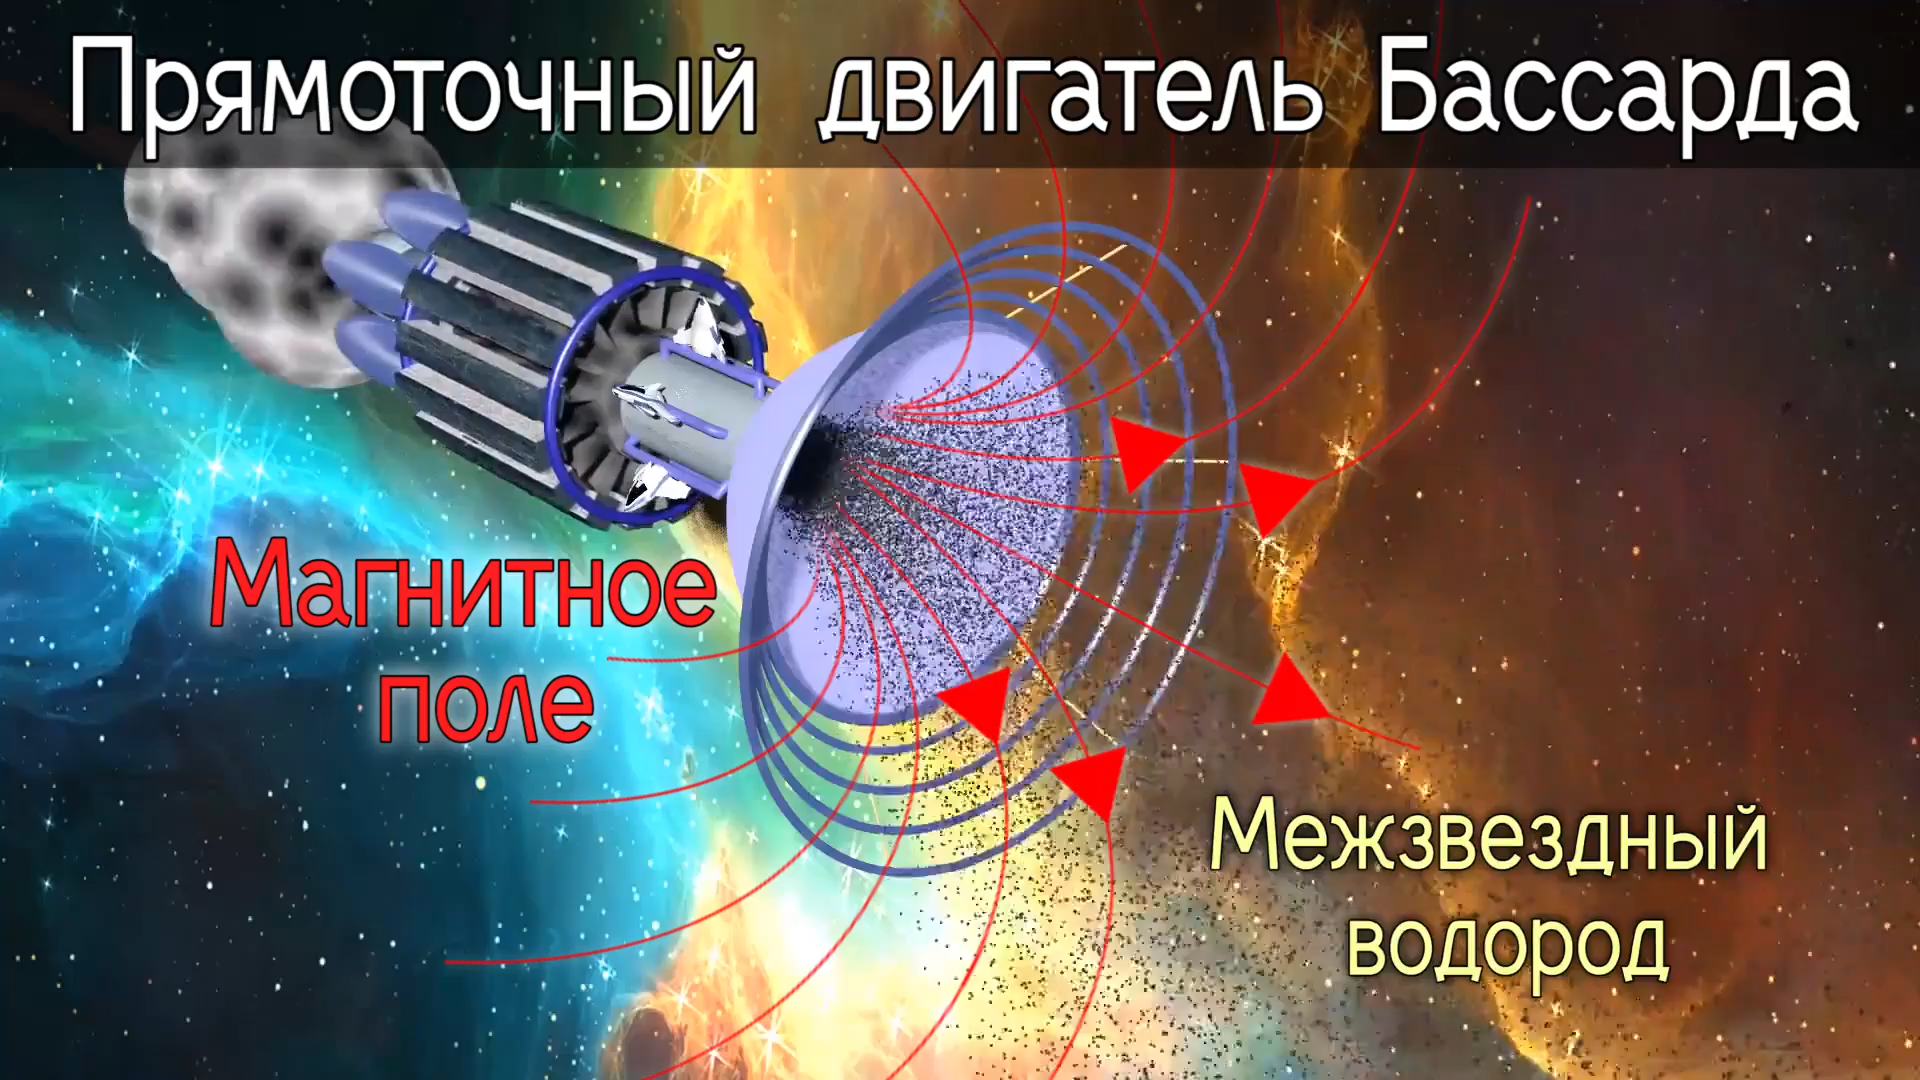 Прямоточный двигатель Бассарда
Магнитное
поле
Межзвездный
водород